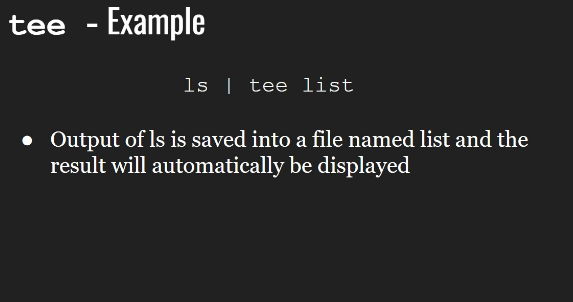 tee - Example
ls | tee list
● Output of ls is saved into a file named list and the
result will automatically be displayed